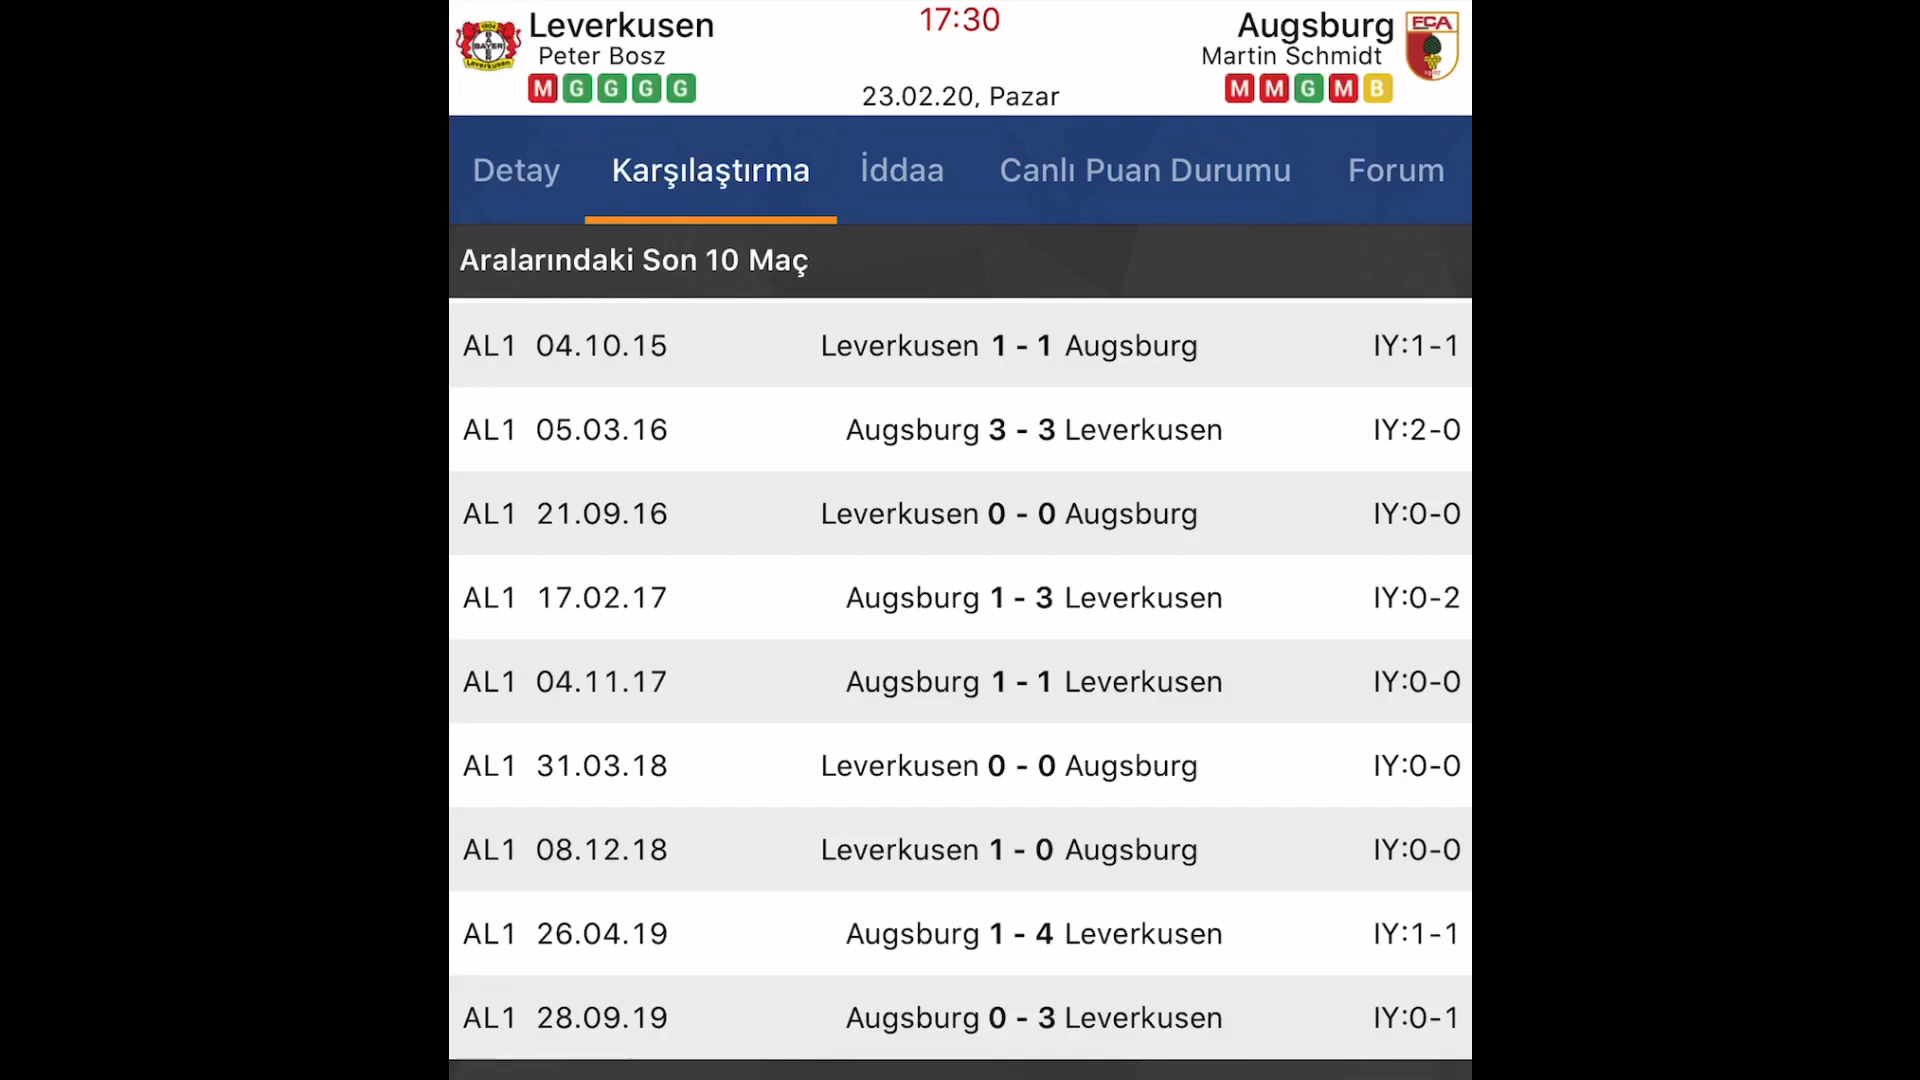 Leverkusen
Peter Bosz
M G G G G
17:30
23.02.20, Pazar
Augsburg
Martin Schmidt
M M G M B
FCA
1907
1904
BAYER
Leverkusen
Detay Karşılaştırma İddaa Canlı Puan Durumu Forum
Aralarındaki Son 10 Maç
AL1 04.10.15 Leverkusen 1 - 1 Augsburg IY:1-1
AL1 05.03.16 Augsburg 3 - 3 Leverkusen IY:2-0
AL1 21.09.16 Leverkusen 0 - 0 Augsburg IY:0-0
AL1 17.02.17 Augsburg 1 - 3 Leverkusen IY:0-2
AL1 04.11.17 Augsburg 1 - 1 Leverkusen IY:0-0
AL1 31.03.18 Leverkusen 0 - 0 Augsburg IY:0-0
AL1 08.12.18 Leverkusen 1 - 0 Augsburg IY:0-0
AL1 26.04.19 Augsburg 1 - 4 Leverkusen IY:1-1
AL1 28.09.19 Augsburg 0 - 3 Leverkusen IY:0-1